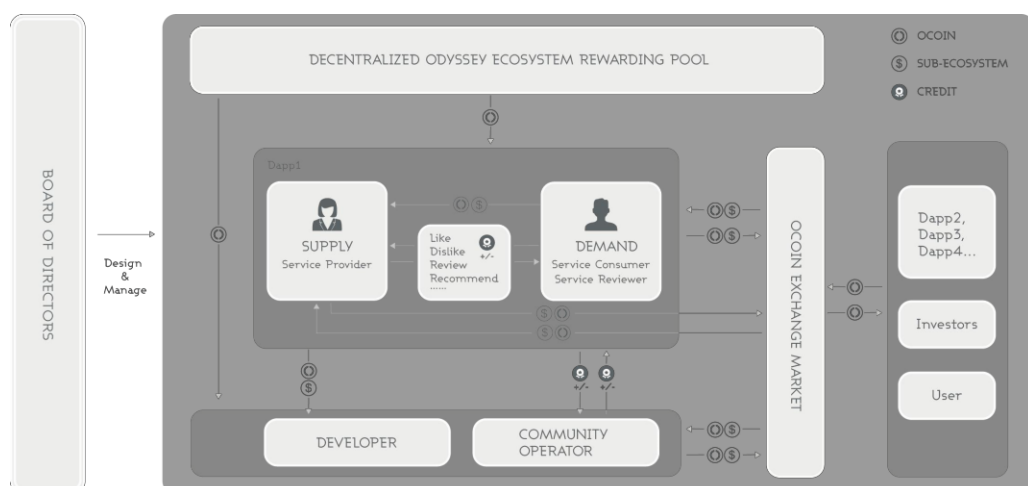 BOARD OF DIRECTORS
Design
&
Manage
DECENTRALIZED ODYSSEY ECOSYSTEM REWARDING POOL
OCOIN
SUB-ECOSYSTEM
CREDIT
Dapp1
SUPPLY
Service Provider
Like
Dislike
Review
Recommend
......
+/-
DEMAND
Service Consumer
Service Reviewer
+/-
+/-
DEVELOPER
COMMUNITY
OPERATOR
OCOIN EXCHANGE MARKET
Dapp2,
Dapp3,
Dapp4...
Investors
User